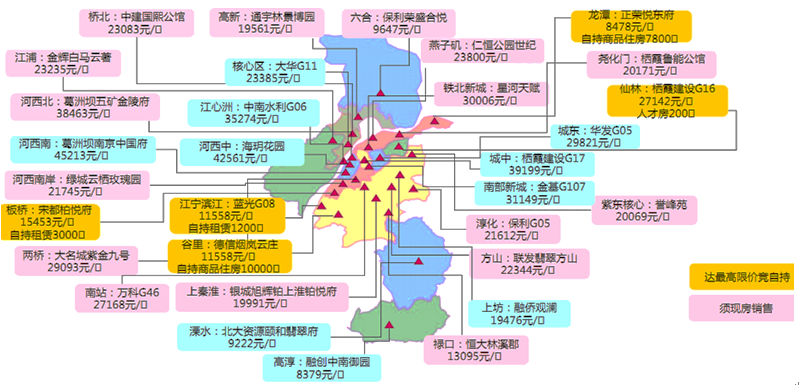 桥北：中建国熙公馆
23083元/㎡
高新：通宇林景博园
19561元/㎡
六合：保利荣盛合悦
9647元/㎡
龙潭：正荣悦东府
8478元/㎡
自持商品住房7800㎡
江浦：金辉白马云著
23235元/㎡
核心区：大华G11
23385元/㎡
燕子矶：仁恒公园世纪
23800元/㎡
尧化门：栖霞鲁能公馆
20171元/㎡
河西北：葛洲坝五矿金陵府
38463元/㎡
江心洲：中南水利G06
35274元/㎡
铁北新城：星河天赋
30006元/㎡
仙林：栖霞建设G16
27142元/㎡
人才房200㎡
河西南：葛洲坝南京中国府
45213元/㎡
河西中：海玥花园
42561元/㎡
城东：华发G05
29821元/㎡
城中：栖霞建设G17
39199元/㎡
河西南岸：绿城云栖玫瑰园
21745元/㎡
南部新城：金基G107
31149元/㎡
板桥：宋都柏悦府
15453元/㎡
自持租赁3000㎡
江宁滨江：蓝光G08
11558元/㎡
自持租赁1200㎡
紫东核心：誉峰苑
20069元/㎡
淳化：保利G05
21612元/㎡
两桥：大名城紫金九号
29093元/㎡
谷里：德信烟岚云庄
11558元/㎡
自持商品住房10000㎡
方山：联发翡翠方山
22344元/㎡
达最高限价竞自持
南站：万科G46
27168元/㎡
上秦淮：银城旭辉铂上淮铂悦府
19991元/㎡
上坊：融侨观澜
19476元/㎡
须现房销售
溧水：北大资源颐和翡翠府
9222元/㎡
禄口：恒大林溪郡
13095元/㎡
高淳：融创中南御园
8379元/㎡